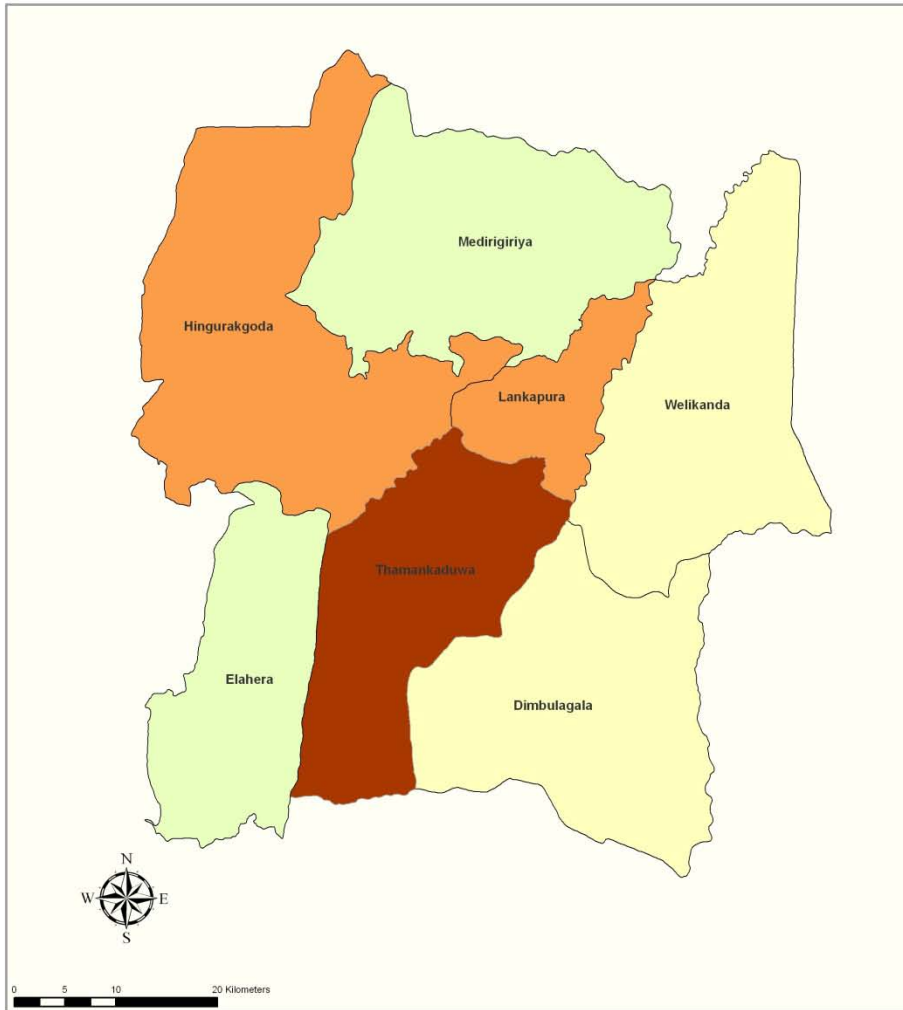 Medirigiriya
Hingurakgoda
Lankapura
Welikanda
Thamankaduwa
Elahera
Dimbulagala
N
W E
S
0 5 10 20 Kilometers